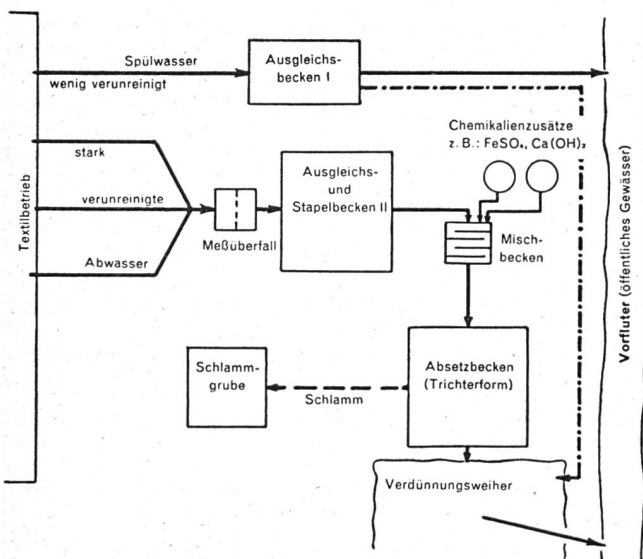 Textilbetrieb
Spülwasser
wenig verunreinigt
Ausgleichs-
becken I
stark
verunreinigte
Abwasser
Meßüberfall
Ausgleichs-
und
Stapelbecken II
Chemikalienzusätze
z. B.: FeSO₄, Ca(OH)₂
Misch-
becken
Schlamm-
grube
Schlamm
Absetzbecken
(Trichterform)
Verdünnungsweiher
Vorfluter (öffentliches Gewässer)